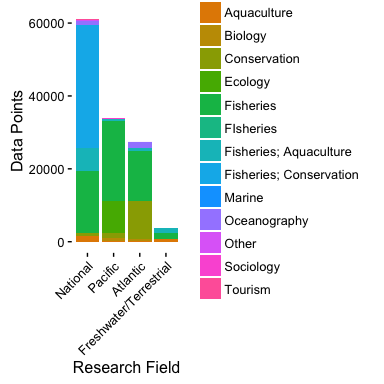 60000
40000
20000
0
Data Points
National
Pacific
Atlantic
Freshwater/Terrestrial
Research Field
Aquaculture
Biology
Conservation
Ecology
Fisheries
FIsheries
Fisheries; Aquaculture
Fisheries; Conservation
Marine
Oceanography
Other
Sociology
Tourism